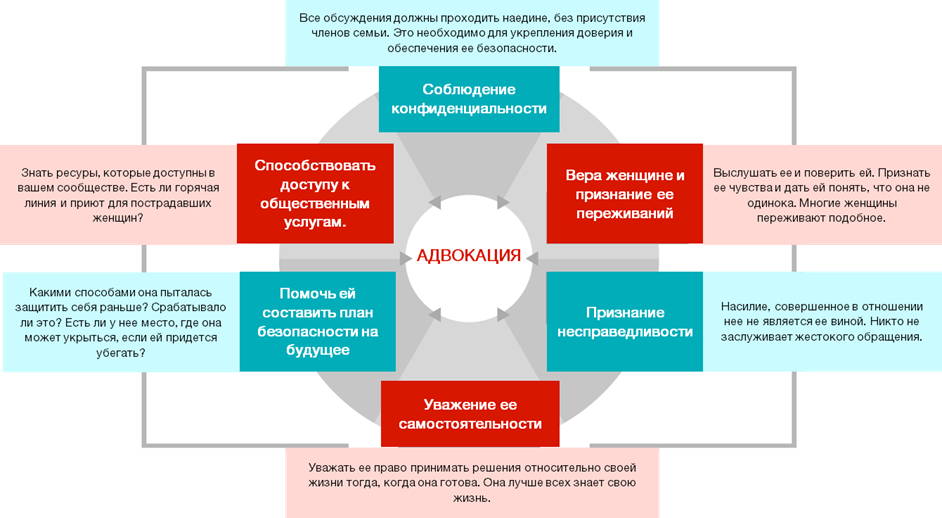 Все обсуждения должны проходить наедине, без присутствия
членов семьи. Это необходимо для укрепления доверия и
обеспечения ее безопасности.
Соблюдение
конфиденциальности
Знать ресурсы, которые доступны в
вашем сообществе. Есть ли горячая
линия и приют для пострадавших
женщин?
Способствовать
доступу к
общественным
услугам.
Вера женщине и
признание ее
переживаний
Выслушать ее и поверить ей. Признать
ее чувства и дать ей понять, что она не
одинока. Многие женщины
переживают подобное.
АДВОКАЦИЯ
Какими способами она пыталась
защитить себя раньше? Срабатывало
ли это? Есть ли у нее место, где она
может укрыться, если ей придется
убегать?
Помочь ей
составить план
безопасности на
будущее
Признание
несправедливости
Насилие, совершенное в отношении
нее не является ее виной. Никто не
заслуживает жестокого обращения.
Уважение ее
самостоятельности
Уважать ее право принимать решения относительно своей
жизни тогда, когда она готова. Она лучше всех знает свою
жизнь.